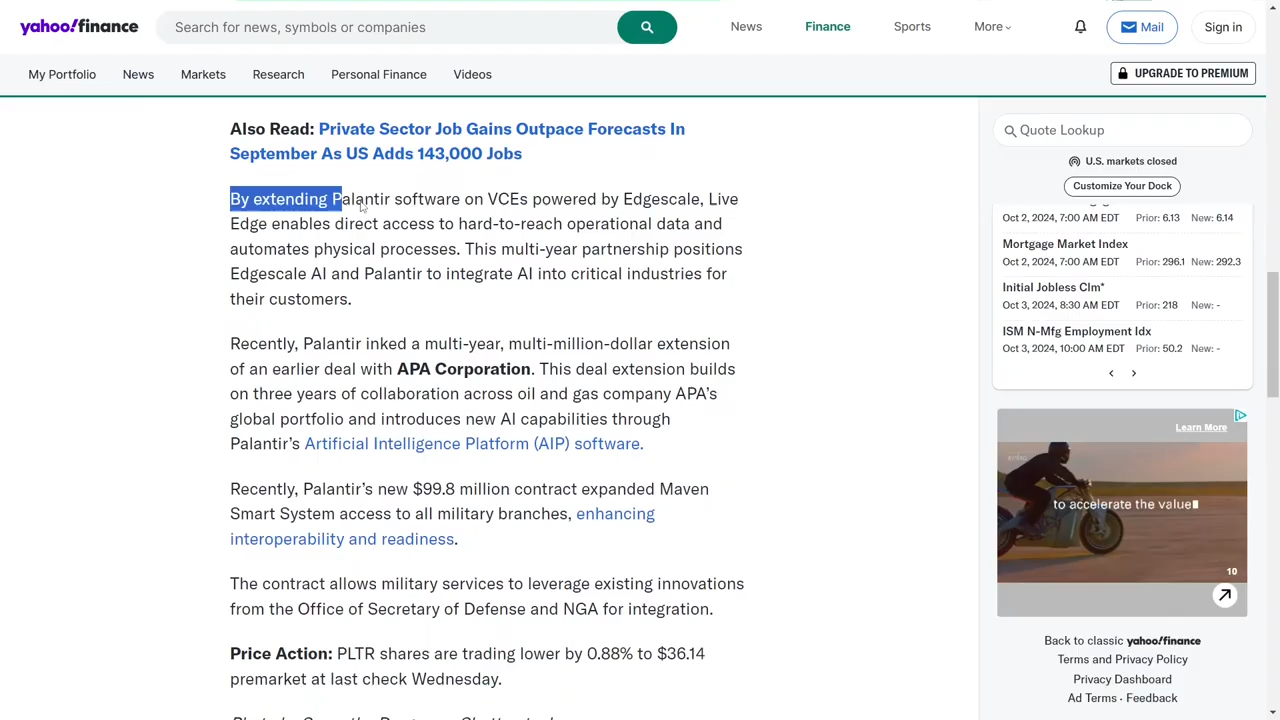 yahoo!finance
Search for news, symbols or companies
News
Finance
Sports
More
Mail
Sign in
My Portfolio
News
Markets
Research
Personal Finance
Videos
UPGRADE TO PREMIUM
Also Read: Private Sector Job Gains Outpace Forecasts In
September As US Adds 143,000 Jobs
By extending Palantir software on VCEs powered by Edgescale, Live
Edge enables direct access to hard-to-reach operational data and
automates physical processes. This multi-year partnership positions
Edgescale AI and Palantir to integrate AI into critical industries for
their customers.
Recently, Palantir inked a multi-year, multi-million-dollar extension
of an earlier deal with APA Corporation. This deal extension builds
on three years of collaboration across oil and gas company APA’s
global portfolio and introduces new AI capabilities through
Palantir’s Artificial Intelligence Platform (AIP) software.
Recently, Palantir’s new $99.8 million contract expanded Maven
Smart System access to all military branches, enhancing
interoperability and readiness.
The contract allows military services to leverage existing innovations
from the Office of Secretary of Defense and NGA for integration.
Price Action: PLTR shares are trading lower by 0.88% to $36.14
premarket at last check Wednesday.
Quote Lookup
U.S. markets closed
Customize Your Dock
Oct 2, 2024, 7:00 AM EDT Prior: 6.13 New: 6.14
Mortgage Market Index
Oct 2, 2024, 7:00 AM EDT Prior: 296.1 New: 292.3
Initial Jobless Clm*
Oct 3, 2024, 8:30 AM EDT Prior: 218 New: -
ISM N-Mfg Employment Idx
Oct 3, 2024, 10:00 AM EDT Prior: 50.2 New: -
Learn More
to accelerate the value
10
Back to classic yahoo!finance
Terms and Privacy Policy
Privacy Dashboard
Ad Terms · Feedback